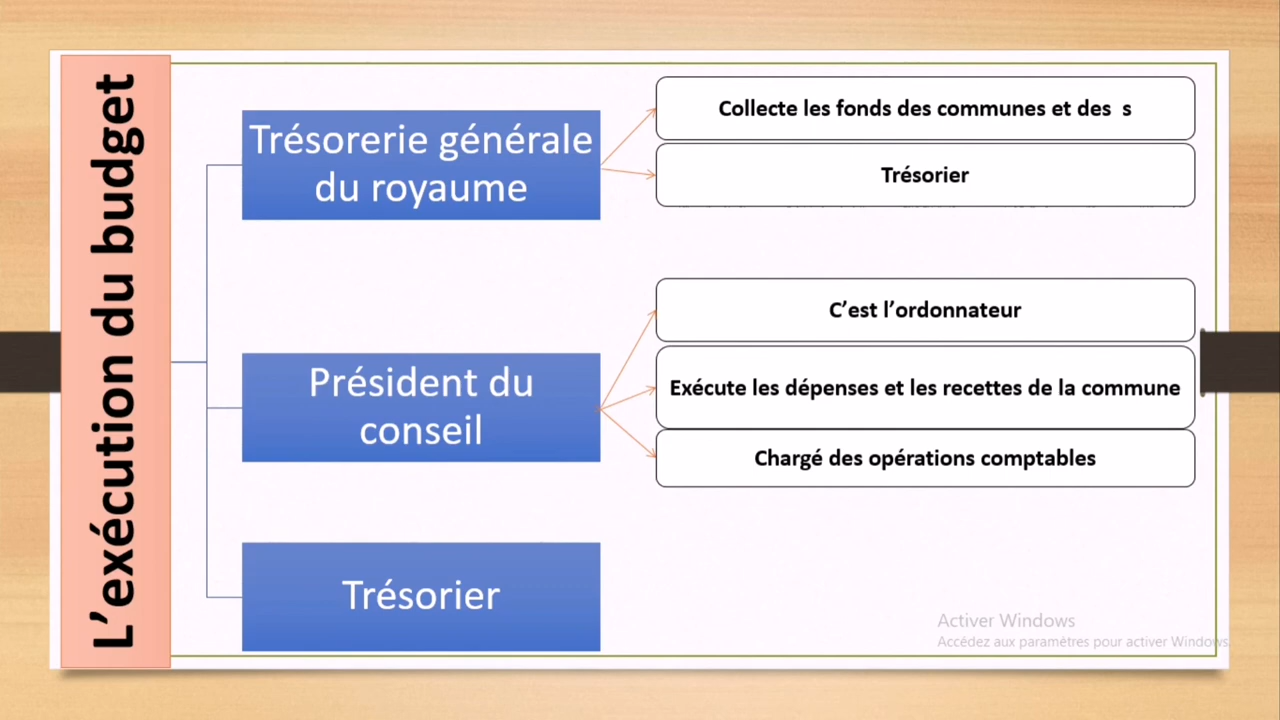 L’exécution du budget
Trésorerie générale
du royaume
Collecte les fonds des communes et des s
Trésorier
Président du
conseil
C’est l’ordonnateur
Exécute les dépenses et les recettes de la commune
Chargé des opérations comptables
Trésorier
Activer Windows
Accédez aux paramètres pour activer Windows.